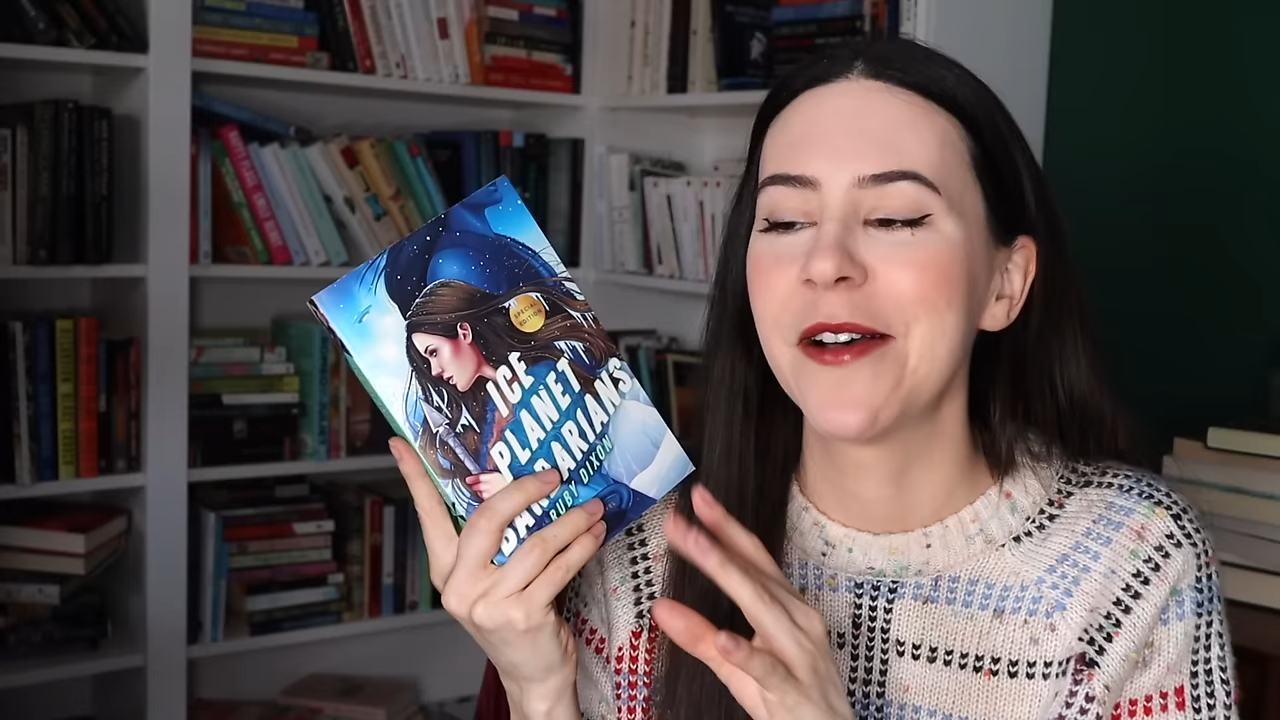 SPECIAL
EDITION
ICE
PLANET
BARBARIANS
RUBY DIXON